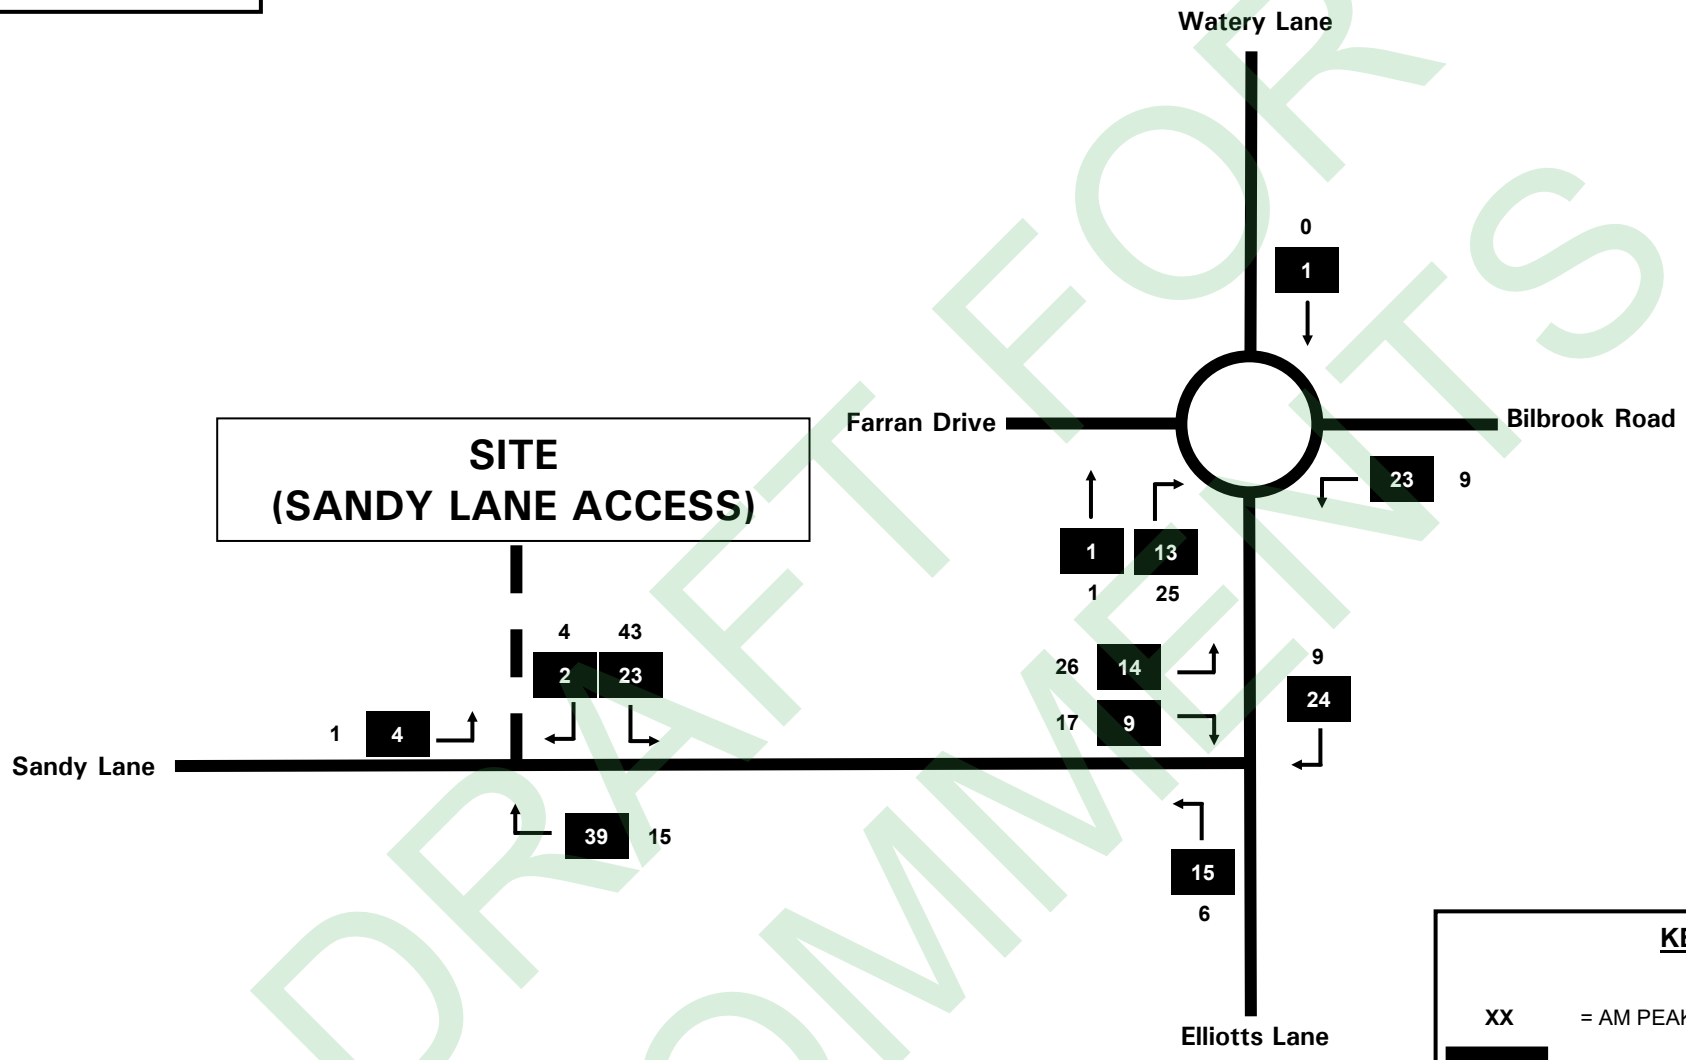 Watery Lane
0
1
Farran Drive
Bilbrook Road
SITE
(SANDY LANE ACCESS)
23 9
1 13
1 25
4 43
2 23
26 14
17 9
9
24
1 4
Sandy Lane
39 15
15
6
Elliotts Lane
XX = AM PEAK
DRAFT FOR
COMMENTS